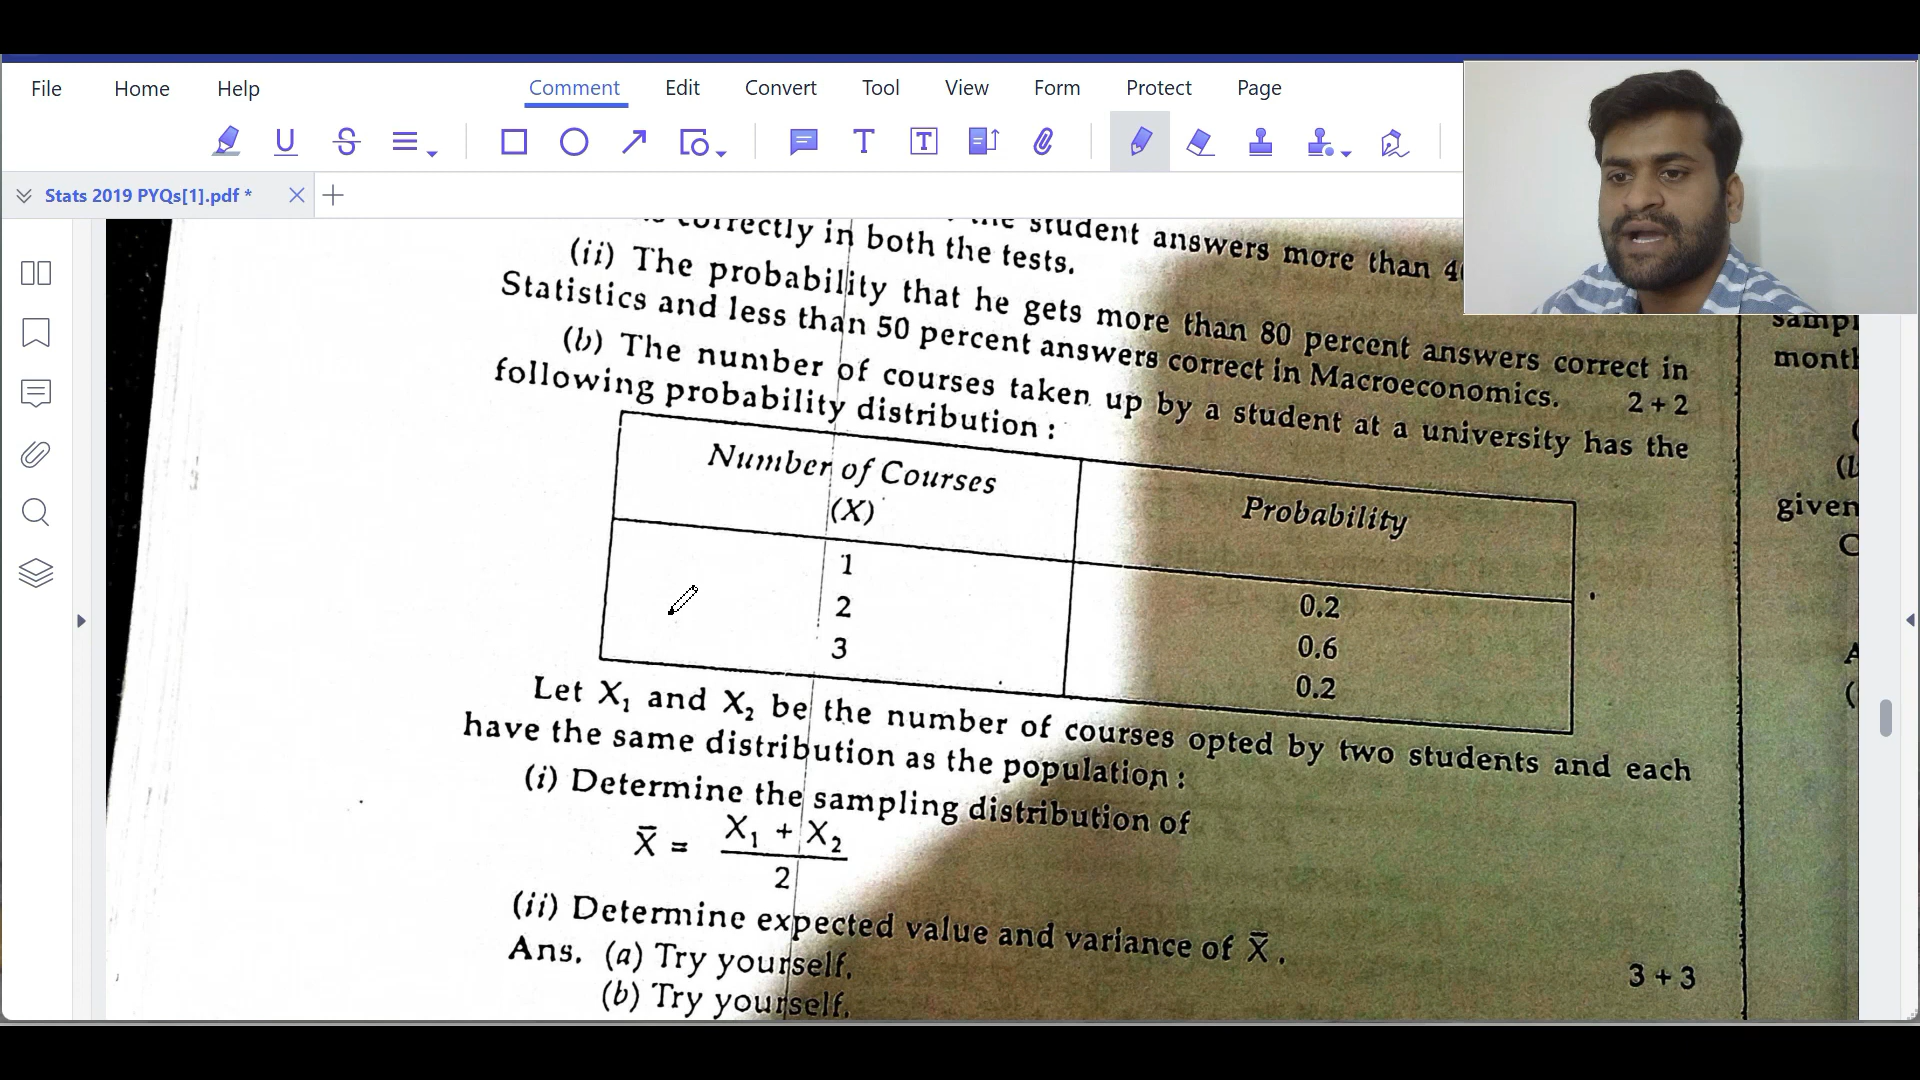 File Home Help Comment Edit Convert Tool View Form Protect Page
Stats 2019 PYQs[1].pdf *
correctly in both the tests.
the student answers more than
(ii) The probability that he gets more than 80 percent answers correct in
Statistics and less than 50 percent answers correct in Macroeconomics. 2 + 2
(b) The number of courses taken up by a student at a university has the
following probability distribution :
Number of Courses
(X)
Probability
1
0.2
2
0.6
3
0.2
Let X₁ and X₂ be the number of courses opted by two students and each
have the same distribution as the population :
(i) Determine the sampling distribution of
X̄ = X₁ + X₂
2
(ii) Determine expected value and variance of X̄.
3 + 3
Ans. (a) Try yourself.
(b) Try yourself.
month
given